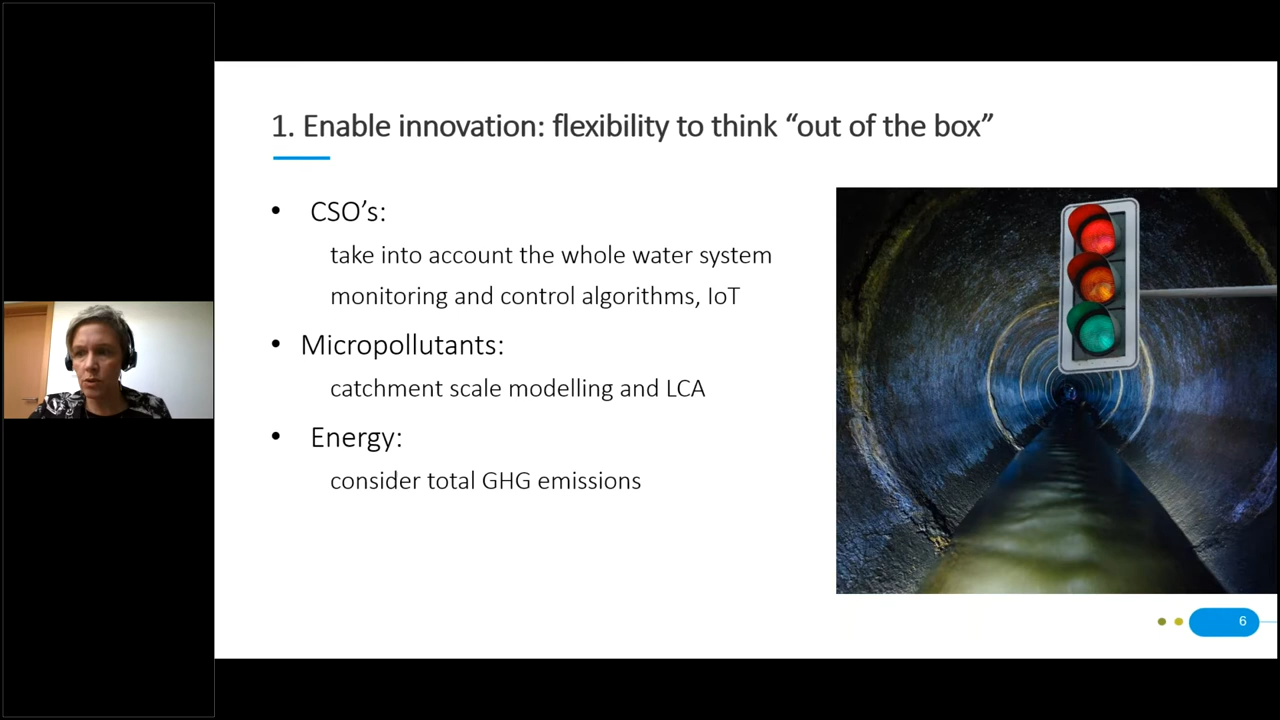 1. Enable innovation: flexibility to think “out of the box”
• CSO’s:
take into account the whole water system
monitoring and control algorithms, IoT
• Micropollutants:
catchment scale modelling and LCA
• Energy:
consider total GHG emissions
6